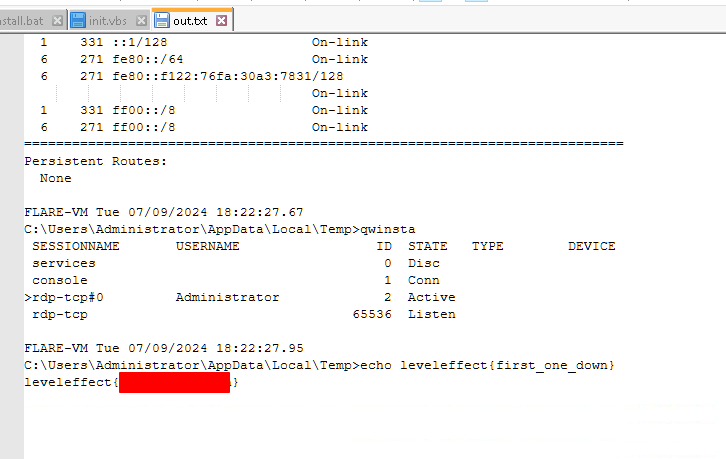 stall.bat init.vbs out.txt
1 331 ::1/128 On-link
6 271 fe80::/64 On-link
6 271 fe80::f122:76fa:30a3:7831/128
On-link
1 331 ff00::/8 On-link
6 271 ff00::/8 On-link
===========================================================================
Persistent Routes:
None
FLARE-VM Tue 07/09/2024 18:22:27.67
C:\Users\Administrator\AppData\Local\Temp>qwinsta
SESSIONNAME USERNAME ID STATE TYPE DEVICE
services 0 Disc
console 1 Conn
>rdp-tcp#0 Administrator 2 Active
rdp-tcp 65536 Listen
FLARE-VM Tue 07/09/2024 18:22:27.95
C:\Users\Administrator\AppData\Local\Temp>echo leveleffect{first_one_down}
leveleffect{ }